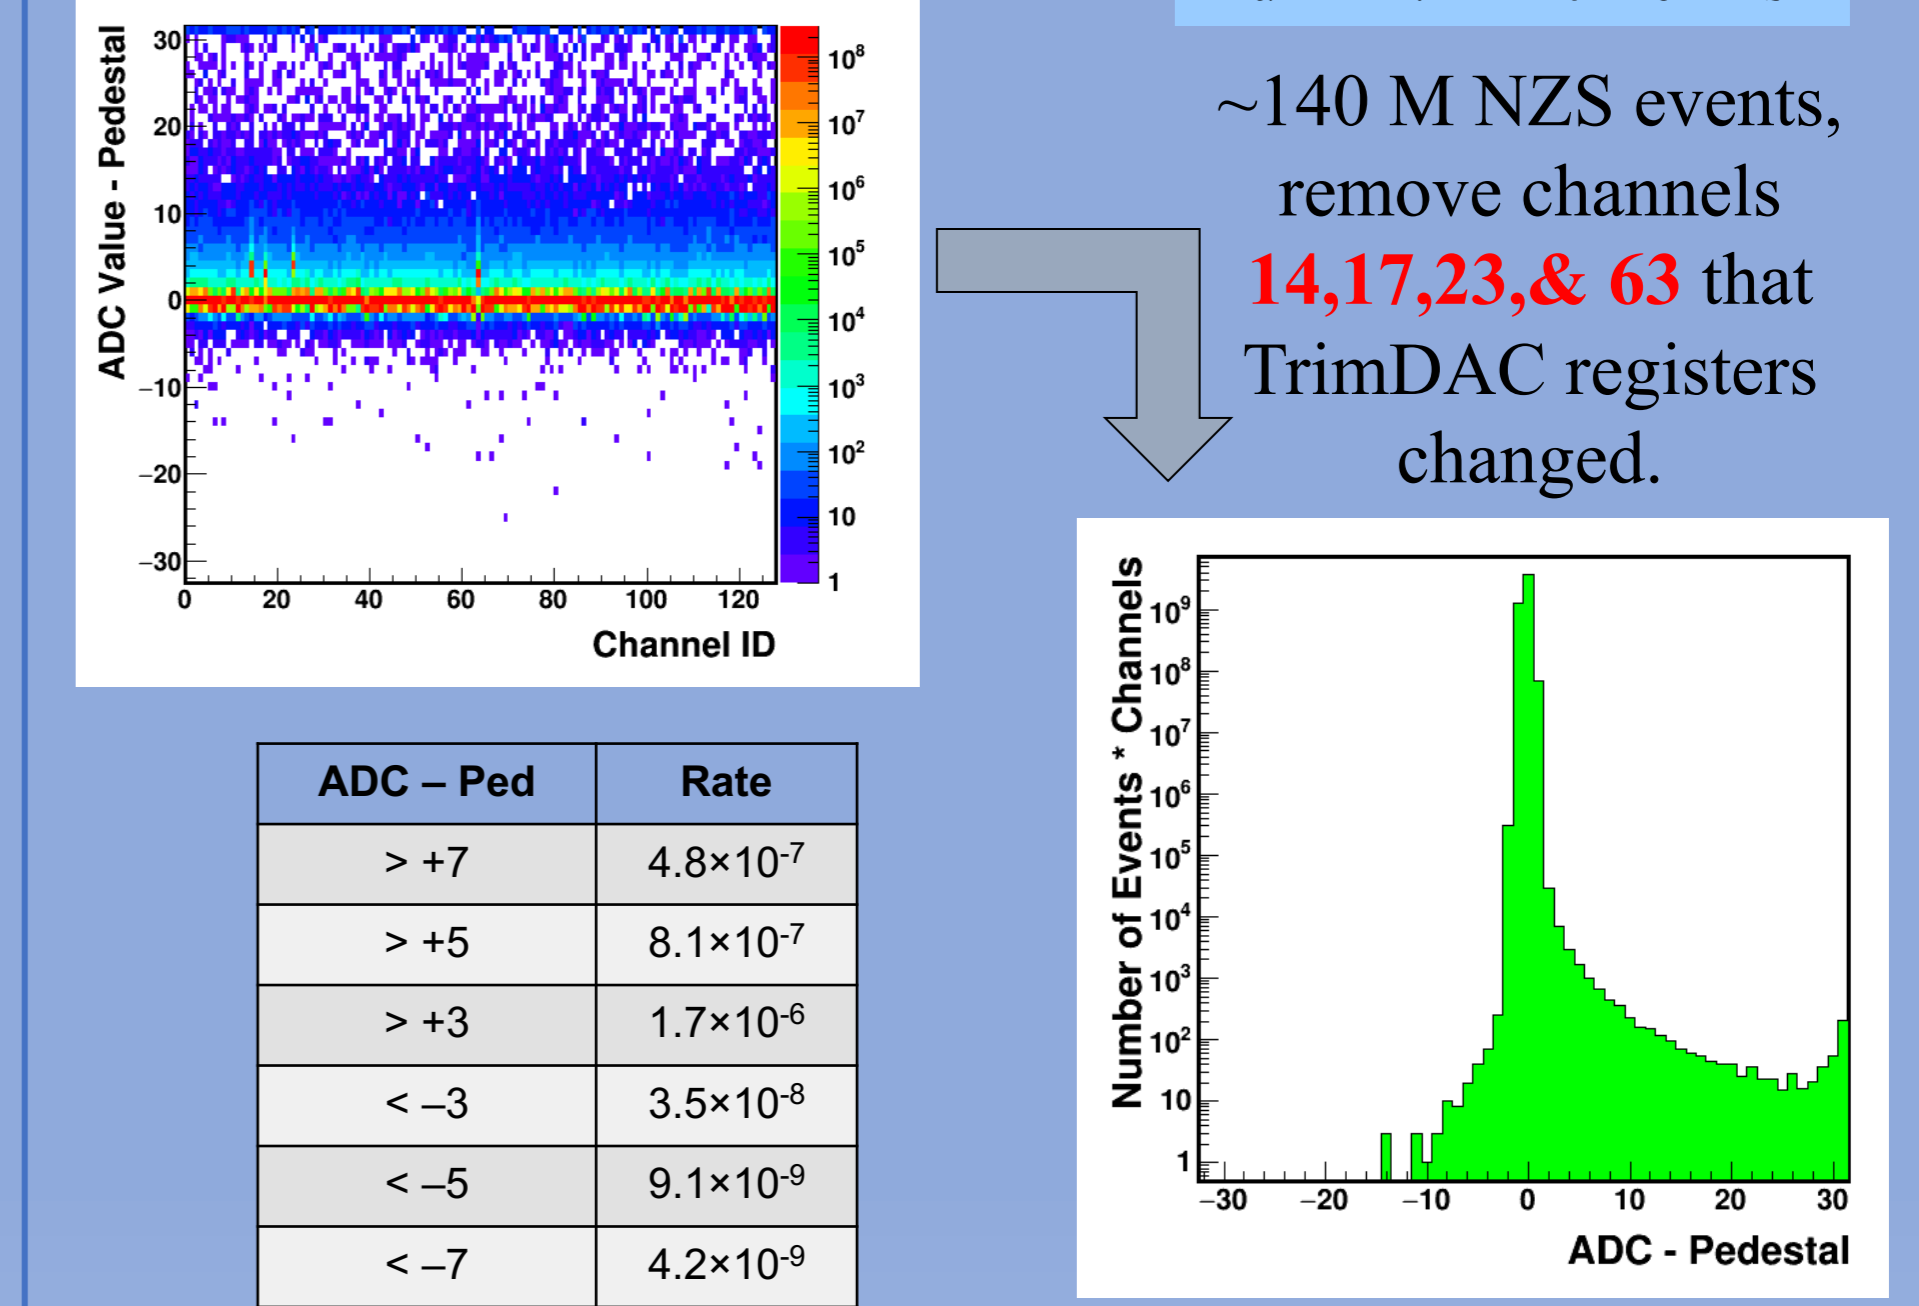 ADC Value - Pedestal
30
20
10
0
−10
−20
−30
0 20 40 60 80 100 120
Channel ID
10⁸
10⁷
10⁶
10⁵
10⁴
10³
10²
10
1
~140 M NZS events,
remove channels
14,17,23,& 63 that
TrimDAC registers
changed.
ADC – Ped Rate
> +7 4.8×10⁻⁷
> +5 8.1×10⁻⁷
> +3 1.7×10⁻⁶
< –3 3.5×10⁻⁸
< –5 9.1×10⁻⁹
< –7 4.2×10⁻⁹
Number of Events * Channels
10⁹
10⁸
10⁷
10⁶
10⁵
10⁴
10³
10²
10
1
−30 −20 −10 0 10 20 30
ADC - Pedestal